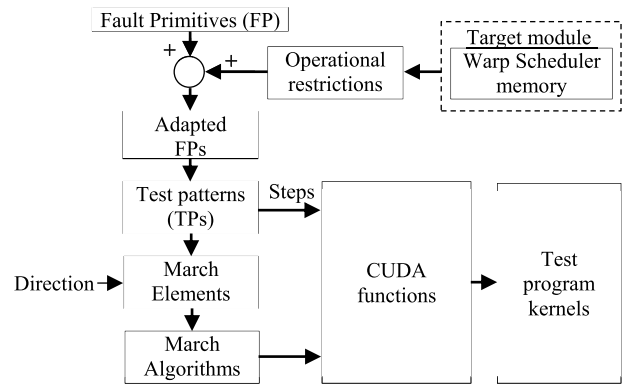 Fault Primitives (FP)
+
+
Operational
restrictions
Target module
Warp Scheduler
memory
Adapted
FPs
Test patterns
(TPs)
Steps
Direction
March
Elements
March
Algorithms
CUDA
functions
Test
program
kernels